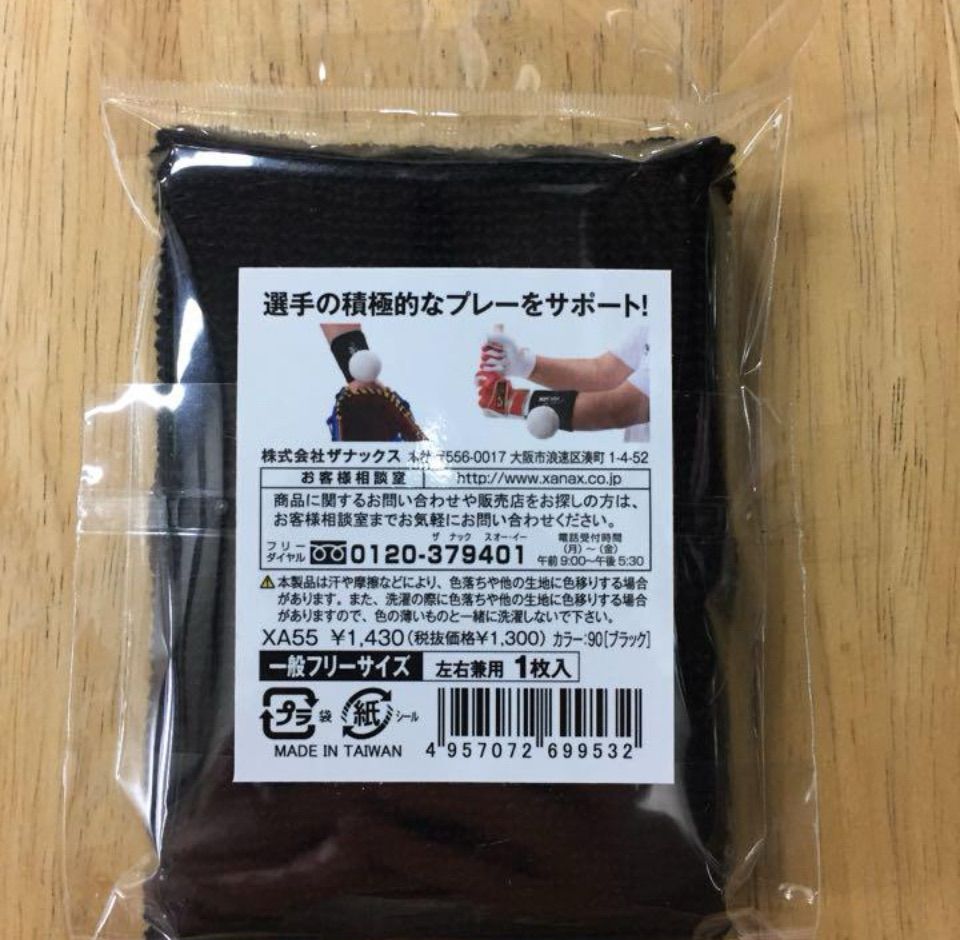 選手の積極的なプレーをサポート!
株式会社ザナックス 本社 〒556-0017 大阪市浪速区湊町 1-4-52
お客様相談室 http://www.xanax.co.jp
商品に関するお問い合わせや販売店をお探しの方は、
お客様相談室までお気軽にお問い合わせください。
ザ ナック スオー・イー
フリーダイヤル 0120-379401
電話受付時間
(月)~(金)
午前9:00~午後5:30
⚠本製品は汗や摩擦などにより、色落ちや他の生地に色移りする場合
があります。また、洗濯の際に色落ちや他の生地に色移りする場合
がありますので、色の薄いものと一緒に洗濯しないで下さい。
XA55 ¥1,430(税抜価格¥1,300) カラー:90[ブラック]
一般フリーサイズ 左右兼用 1枚入
プラ 袋 紙 シール
MADE IN TAIWAN
4 957072 699532